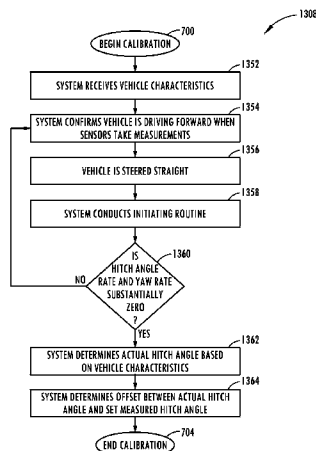 1308
700
BEGIN CALIBRATION
1352
SYSTEM RECEIVES VEHICLE CHARACTERISTICS
1354
SYSTEM CONFIRMS VEHICLE IS DRIVING FORWARD WHEN
SENSORS TAKE MEASUREMENTS
1356
VEHICLE IS STEERED STRAIGHT
1358
SYSTEM CONDUCTS INITIATING ROUTINE
1360
IS
HITCH ANGLE
RATE AND YAW RATE
SUBSTANTIALLY
ZERO
?
NO
YES
1362
SYSTEM DETERMINES ACTUAL HITCH ANGLE BASED
ON VEHICLE CHARACTERISTICS
1364
SYSTEM DETERMINES OFFSET BETWEEN ACTUAL HITCH
ANGLE AND SET MEASURED HITCH ANGLE
704
END CALIBRATION